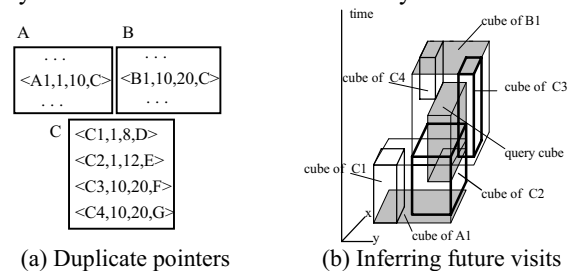 A
B
. . .
<A1,1,10,C>
. . .
. . .
<B1,10,20,C>
. . .
C
<C1,1,8,D>
<C2,1,12,E>
<C3,10,20,F>
<C4,10,20,G>
(a) Duplicate pointers
time
cube of B1
cube of C4
cube of C3
query cube
cube of C1
cube of C2
x
y
cube of A1
(b) Inferring future visits